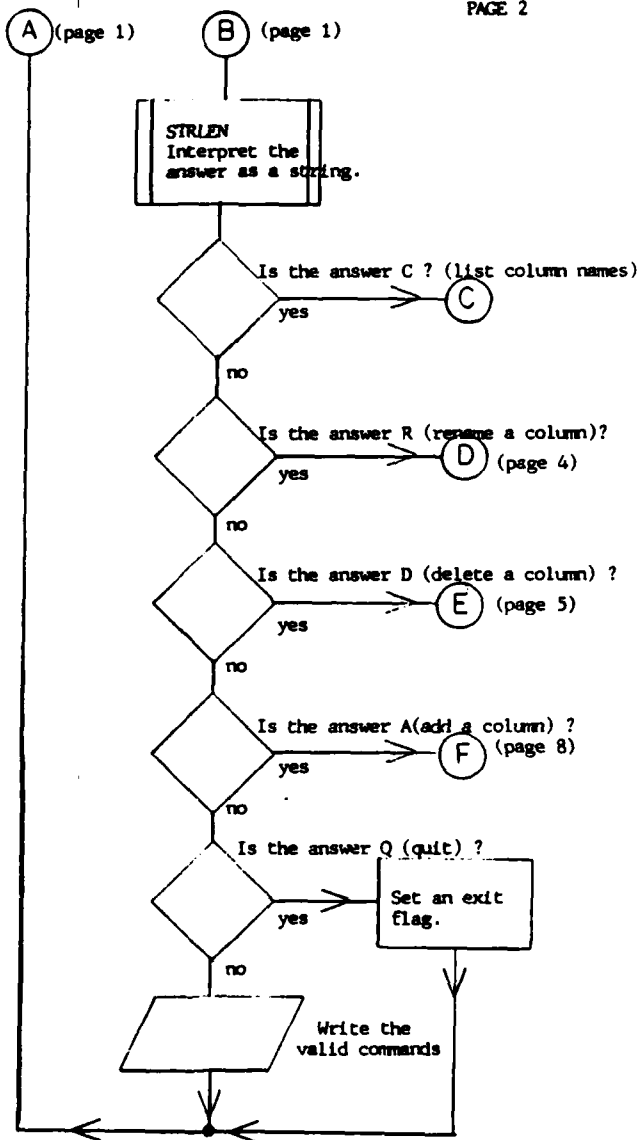 PAGE 2
A (page 1)
B (page 1)
STRLEN
Interpret the
answer as a string.
Is the answer C ? (list column names)
yes
C
no
Is the answer R (rename a column)?
yes
D (page 4)
no
Is the answer D (delete a column) ?
yes
E (page 5)
no
Is the answer A(add a column) ?
yes
F (page 8)
no
Is the answer Q (quit) ?
yes
Set an exit
flag.
no
Write the
valid commands